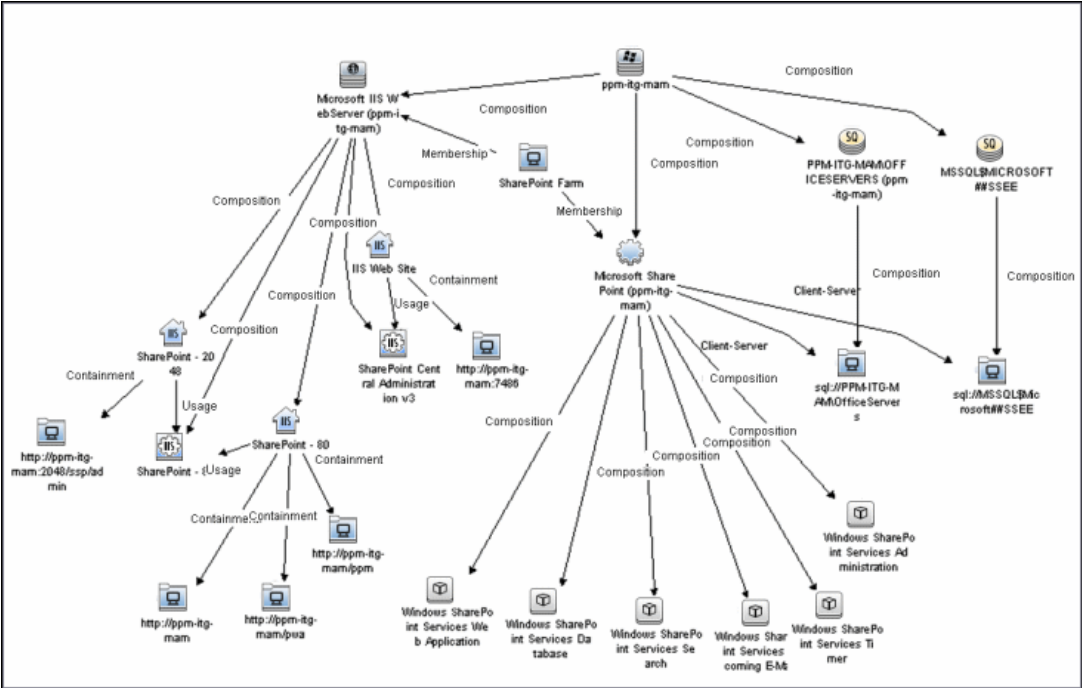 ppm-itg-mam
Composition
Microsoft IIS W
ebServer (ppm-i
tg-mam)
Composition
Composition
PPM-ITG-MAM\OFF
ICESERVERS (ppm
-itg-mam)
MSSQL$MICROSOFT
##SSEE
Membership
Composition
SharePoint Farm
Composition
Composition
Membership
Composition
IIS Web Site
Microsoft Share
Point (ppm-itg-
mam)
Composition
Composition
Containment
Client-Server
Composition
Usage
Composition
SharePoint - 20
48
SharePoint Cent
ral Administrat
ion v3
http://ppm-itg-
mam:7486
Client-Server
sql://PPM-ITG-M
AM\OfficeServer
s
sql://MSSQL$Mic
rosoft##SSEE
Containment
Composition
Usage
SharePoint - 80
Composition
Composition
http://ppm-itg-
mam:2048/ssp/ad
min
SharePoint -
Usage
Containment
Composition
Composition
Composition
Containment
http://ppm-itg-
mam/ppm
Windows SharePo
int Services Ad
ministration
http://ppm-itg-
mam
http://ppm-itg-
mam/pwa
Windows SharePo
int Services We
b Application
Windows SharePo
int Services Da
tabase
Windows SharePo
int Services Se
arch
Windows Shar
int Services
coming E-Ma
Windows SharePo
int Services Ti
mer